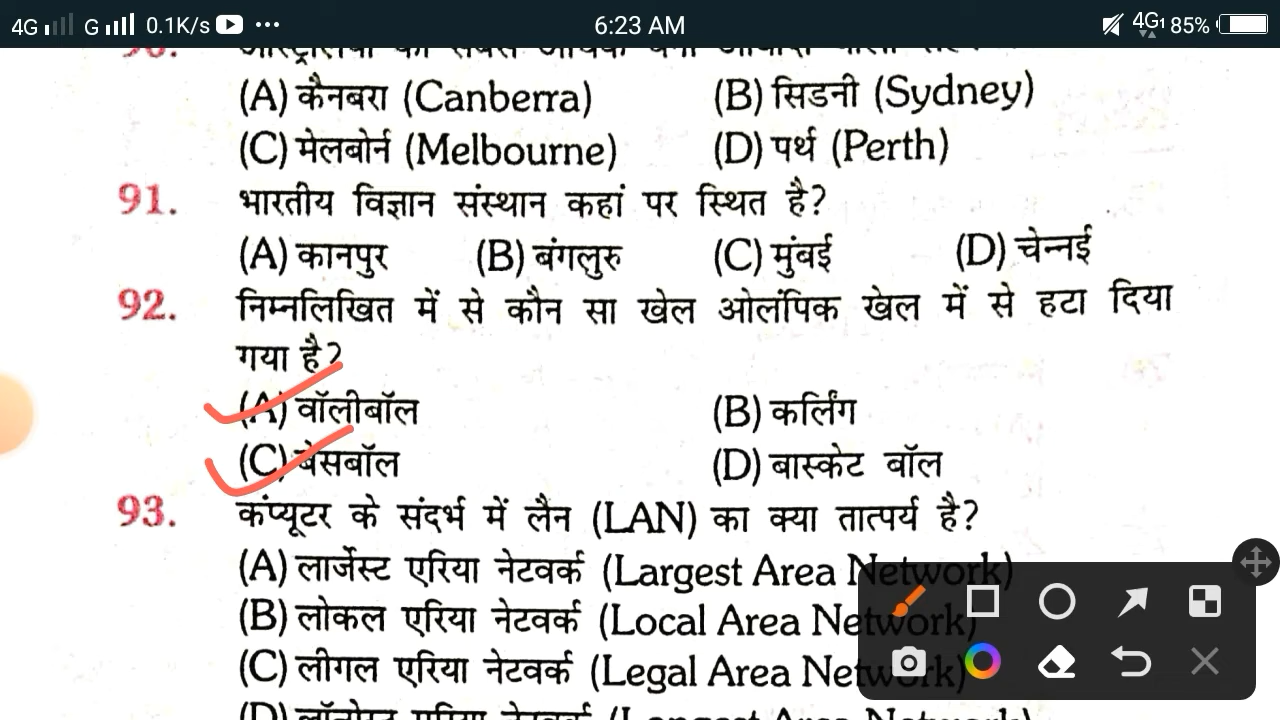 4G G 0.1K/s 6:23 AM 4G1 85%
90.
(A) कैनबरा (Canberra) (B) सिडनी (Sydney)
(C) मेलबोर्न (Melbourne) (D) पर्थ (Perth)
91. भारतीय विज्ञान संस्थान कहां पर स्थित है?
(A) कानपुर (B) बंगलुरु (C) मुंबई (D) चेन्नई
92. निम्नलिखित में से कौन सा खेल ओलंपिक खेल में से हटा दिया
गया है?
(A) वॉलीबॉल (B) कर्लिंग
(C) बेसबॉल (D) बास्केट बॉल
93. कंप्यूटर के संदर्भ में लैन (LAN) का क्या तात्पर्य है?
(A) लार्जेस्ट एरिया नेटवर्क (Largest Area Network)
(B) लोकल एरिया नेटवर्क (Local Area Network)
(C) लीगल एरिया नेटवर्क (Legal Area Network)